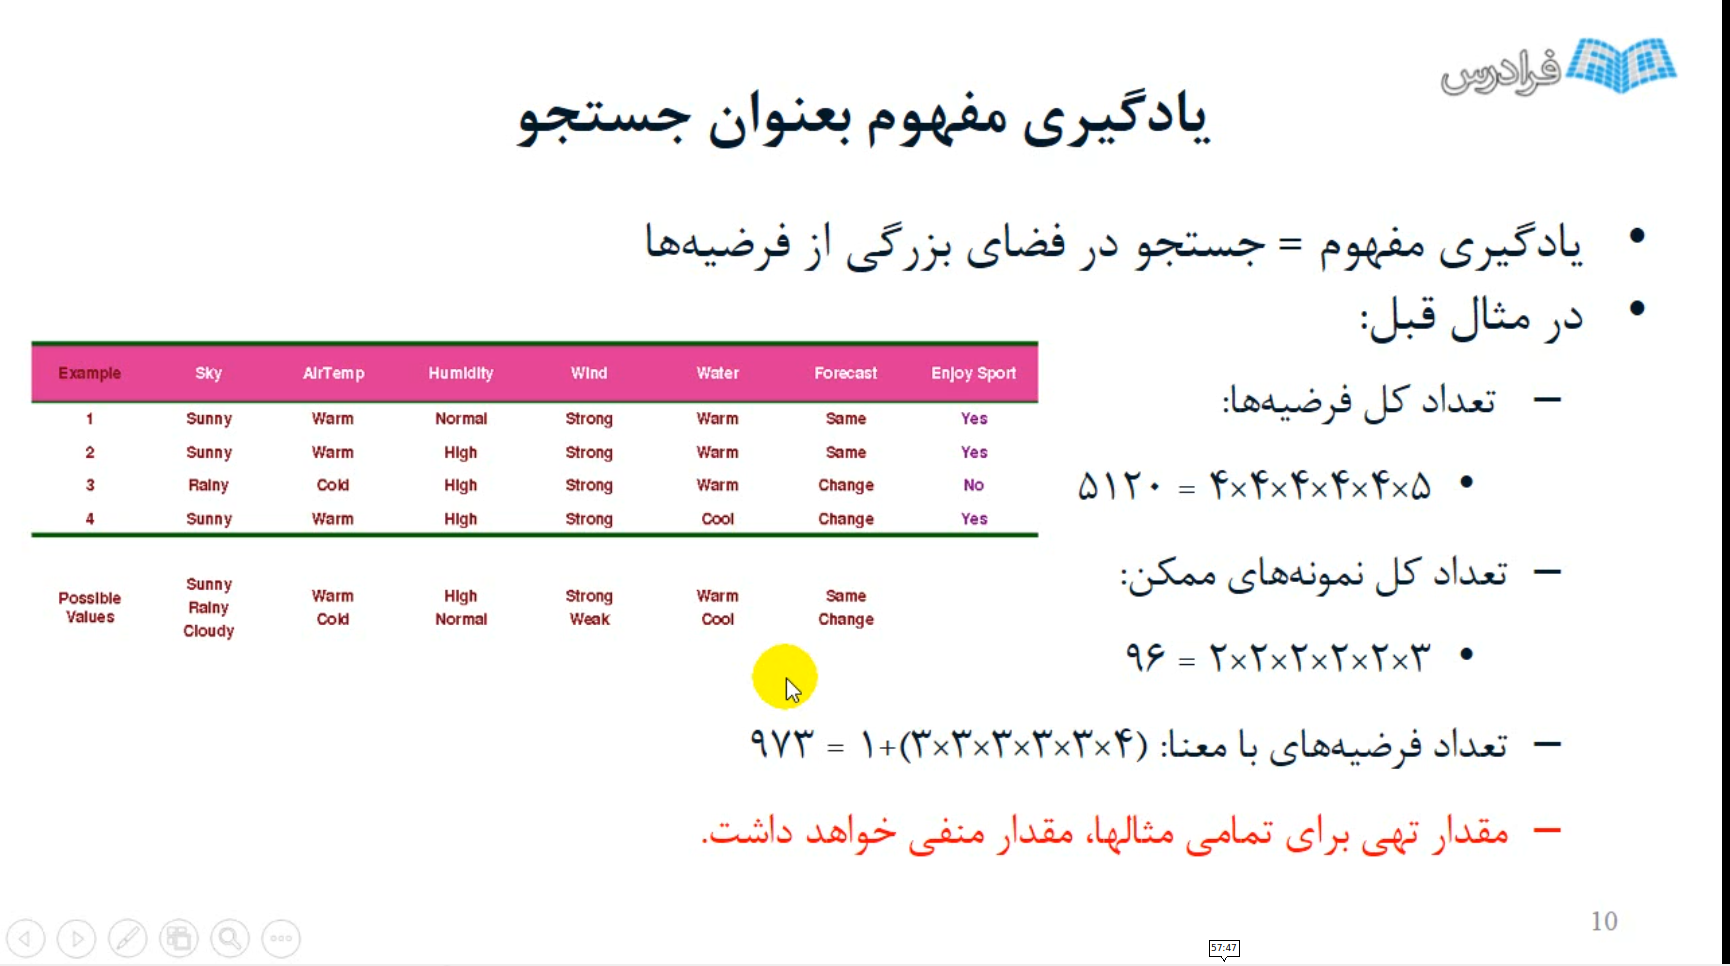 فرادرس
یادگیری مفهوم بعنوان جستجو
• یادگیری مفهوم = جستجو در فضای بزرگی از فرضیه‌ها
• در مثال قبل:
– تعداد کل فرضیه‌ها:
• ۵×۴×۴×۴×۴×۴ = ۵۱۲۰
– تعداد کل نمونه‌های ممکن:
• ۳×۲×۲×۲×۲×۲ = ۹۶
– تعداد فرضیه‌های با معنا: (۴×۳×۳×۳×۳×۳)+۱ = ۹۷۳
– مقدار تهی برای تمامی مثالها، مقدار منفی خواهد داشت.
Example Sky AirTemp Humidity Wind Water Forecast Enjoy Sport
1 Sunny Warm Normal Strong Warm Same Yes
2 Sunny Warm High Strong Warm Same Yes
3 Rainy Cold High Strong Warm Change No
4 Sunny Warm High Strong Cool Change Yes
Possible Values
Sunny Rainy Cloudy
Warm Cold
High Normal
Strong Weak
Warm Cool
Same Change
10
57:47